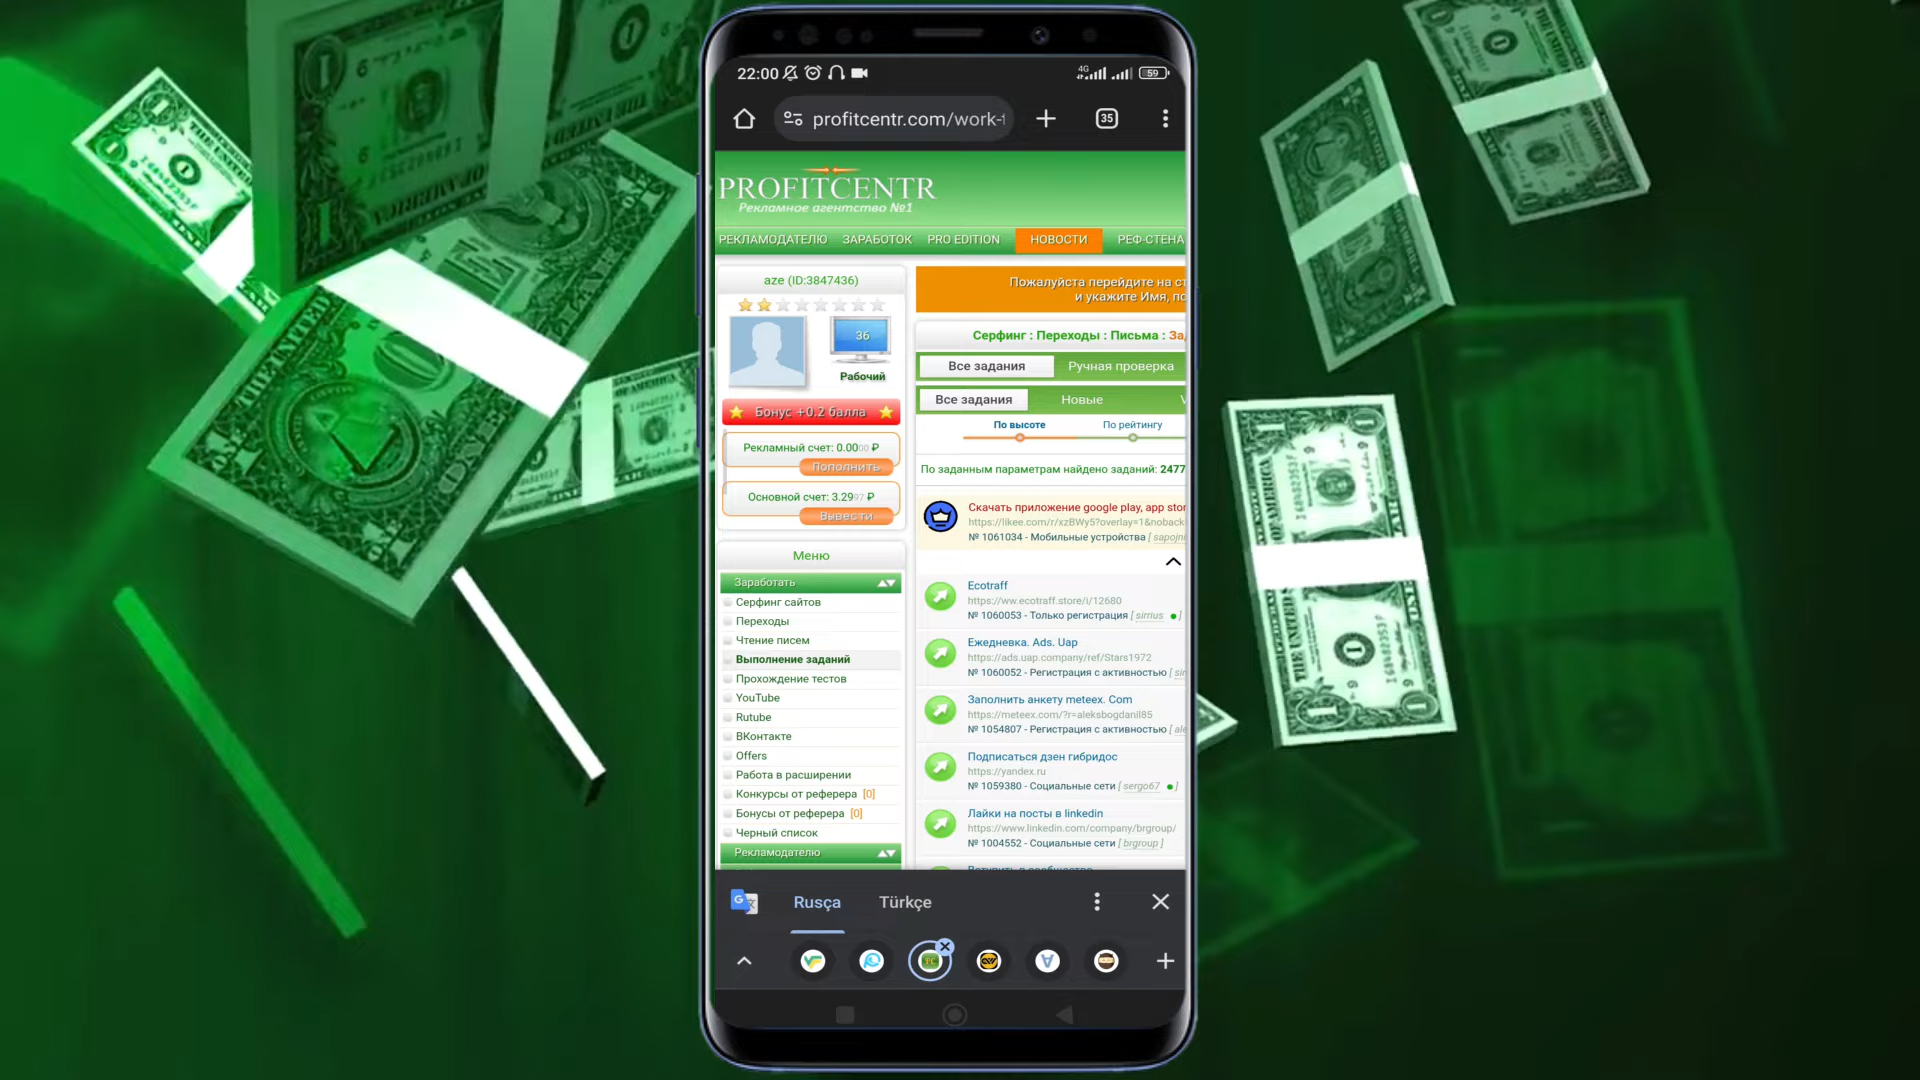 22:00
4G
59
profitcentr.com/work-
35
PROFITCENTR
Рекламное агентство №1
РЕКЛАМОДАТЕЛЮ ЗАРАБОТОК PRO EDITION НОВОСТИ РЕФ-СТЕНА
aze (ID:3847436)
36
Рабочий
Бонус +0.2 балла
Рекламный счет: 0.0000 ₽
Пополнить
Основной счет: 3.2997 ₽
Вывести
Меню
Заработать
Серфинг сайтов
Переходы
Чтение писем
Выполнение заданий
Прохождение тестов
YouTube
Rutube
ВКонтакте
Offers
Работа в расширении
Конкурсы от реферера [0]
Бонусы от реферера [0]
Черный список
Рекламодателю
Пожалуйста перейдите на ст
и укажите Имя, по
Серфинг : Переходы : Письма : За
Все задания Ручная проверка
Все задания Новые
По высоте По рейтингу
По заданным параметрам найдено заданий: 2477
Скачать приложение google play, app stor
https://likee.com/r/xzBWy5?overlay=1&noback
№ 1061034 - Мобильные устройства [ sapojni
Ecotraff
https://ww.ecotraff.store/i/12680
№ 1060053 - Только регистрация [ sirrius ]
Ежедневка. Ads. Uap
https://ads.uap.company/ref/Stars1972
№ 1060052 - Регистрация с активностью [ sir
Заполнить анкету meteex. Com
https://meteex.com/?r=aleksbogdanil85
№ 1054807 - Регистрация с активностью [ ale
Подписаться дзен гибридос
https://yandex.ru
№ 1059380 - Социальные сети [ sergo67 ]
Лайки на посты в linkedin
https://www.linkedin.com/company/brgroup/
№ 1004552 - Социальные сети [ brgroup ]
Rusça Türkçe